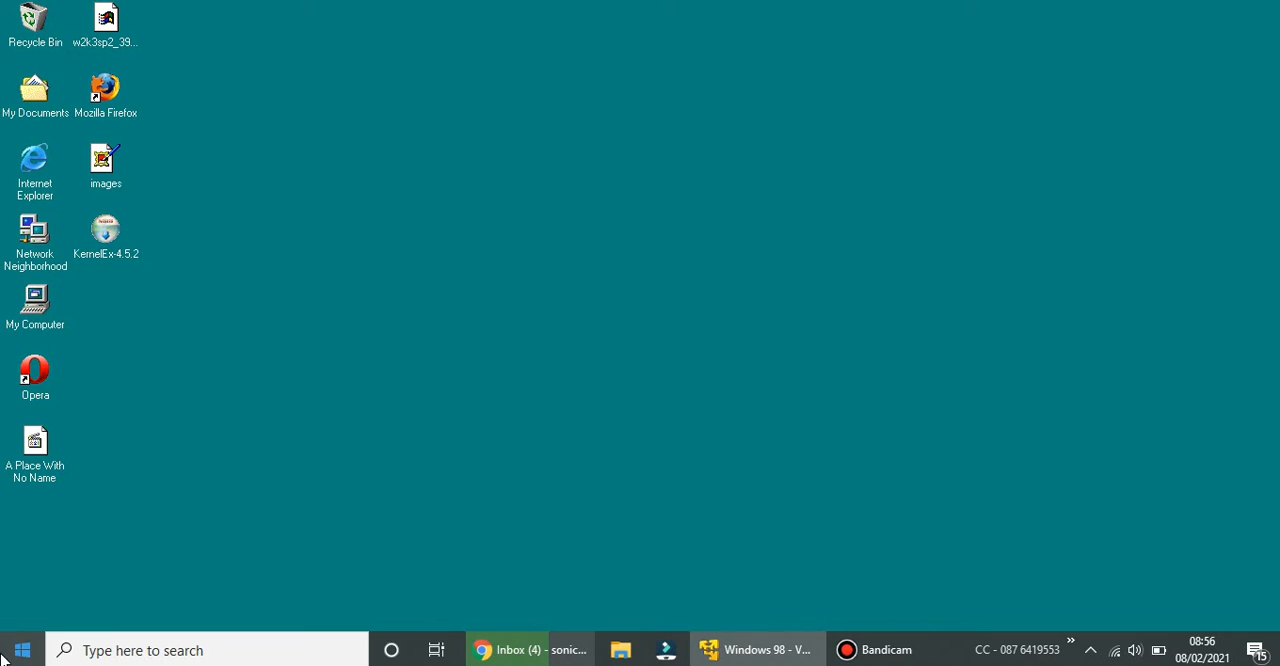 Recycle Bin
w2k3sp2_39...
My Documents
Mozilla Firefox
Internet
Explorer
images
Network
Neighborhood
KernelEx-4.5.2
My Computer
Opera
A Place With
No Name
Type here to search
Inbox (4) - sonic...
Windows 98 - V...
Bandicam
CC - 087 6419553
»
08:56
08/02/2021
15